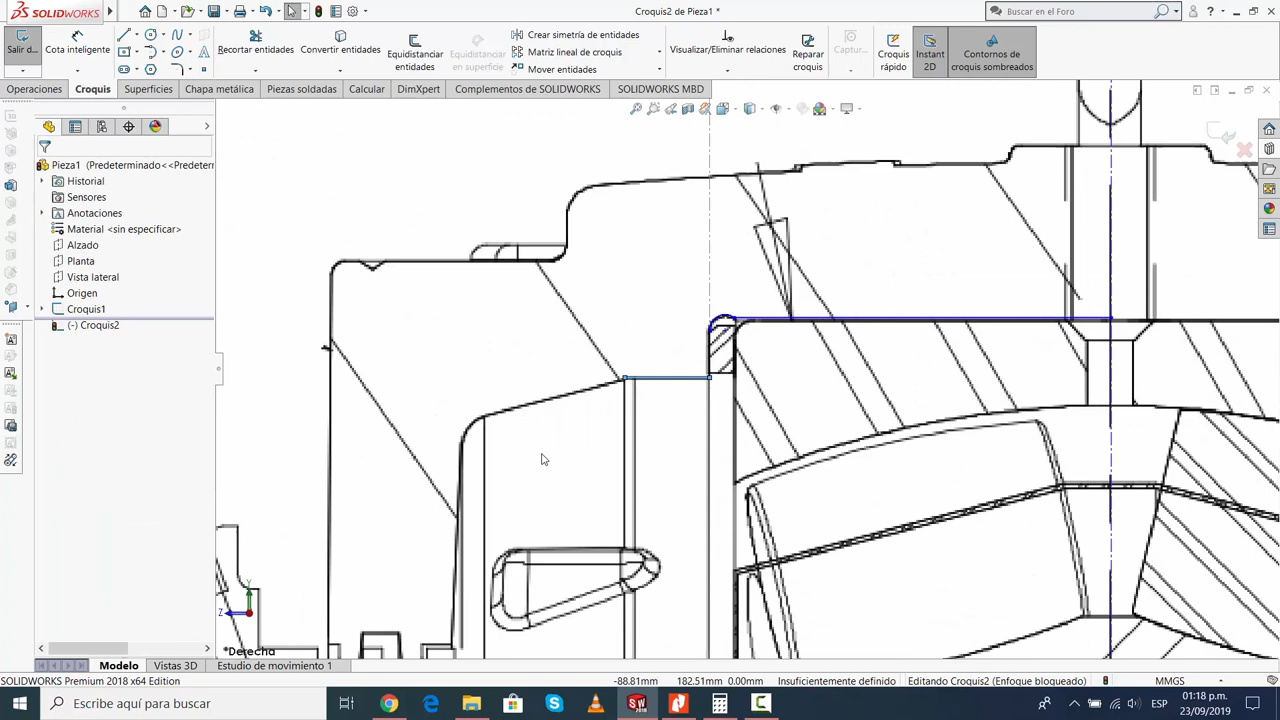 SOLIDWORKS
Croquis2 de Pieza1 *
Buscar en el Foro
Salir d...
Cota inteligente
Recortar entidades
Convertir entidades
Equidistanciar entidades
Equidistanciar en superficie
Crear simetría de entidades
Matriz lineal de croquis
Mover entidades
Visualizar/Eliminar relaciones
Reparar croquis
Captur...
Croquis rápido
Instant 2D
Contornos de croquis sombreados
Operaciones
Croquis
Superficies
Chapa metálica
Piezas soldadas
Calcular
DimXpert
Complementos de SOLIDWORKS
SOLIDWORKS MBD
Pieza1 (Predeterminado<<Predeter
Historial
Sensores
Anotaciones
Material <sin especificar>
Alzado
Planta
Vista lateral
Origen
Croquis1
(-) Croquis2
Y
Z
*Derecha
Modelo
Vistas 3D
Estudio de movimiento 1
SOLIDWORKS Premium 2018 x64 Edition
-88.81mm
182.51mm 0.00mm
Insuficientemente definido
Editando Croquis2 (Enfoque bloqueado)
MMGS
Escribe aquí para buscar
ESP
01:18 p.m.
23/09/2019